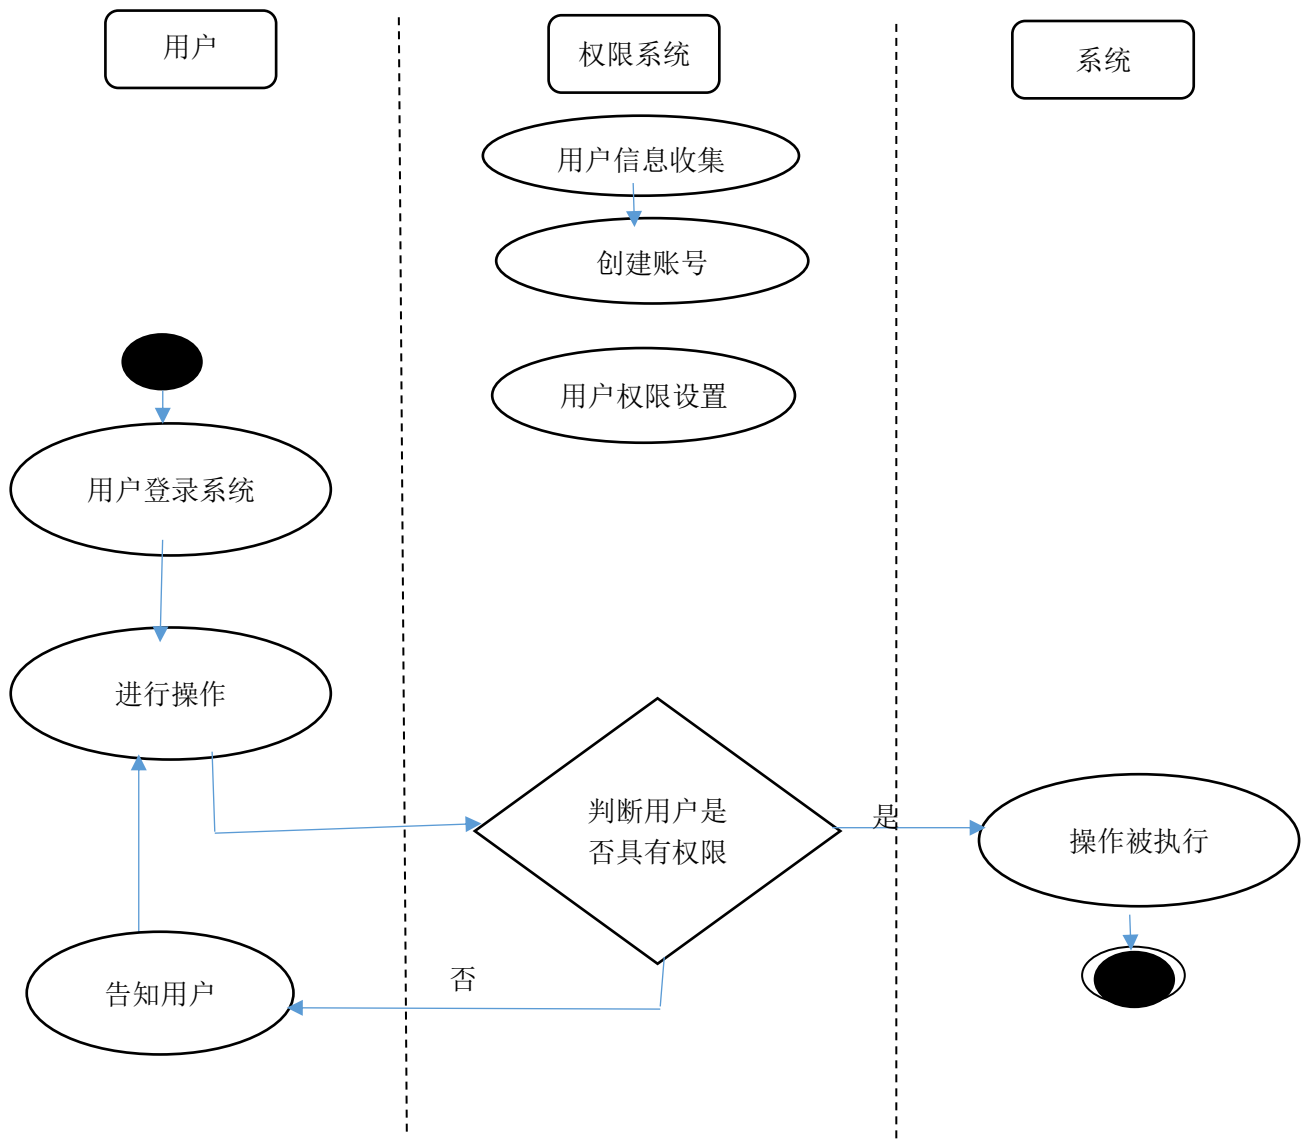 用户
权限系统
系统
用户信息收集
创建账号
用户权限设置
用户登录系统
进行操作
判断用户是
否具有权限
是
操作被执行
否
告知用户